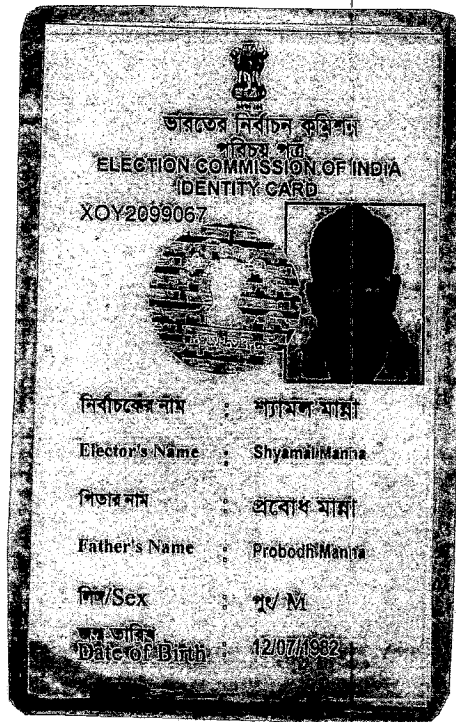 ভারতের নির্বাচন কমিশন
পরিচয় পত্র
ELECTION COMMISSION OF INDIA
IDENTITY CARD
XOY2099067
নির্বাচকের নাম : শ্যামল মান্না
Elector's Name : Shyamal Manna
পিতার নাম : প্রবোধ মান্না
Father's Name : Probodh Manna
লিঙ্গ/Sex : পুং/ M
জন্ম তারিখ
Date of Birth : 12/07/1982